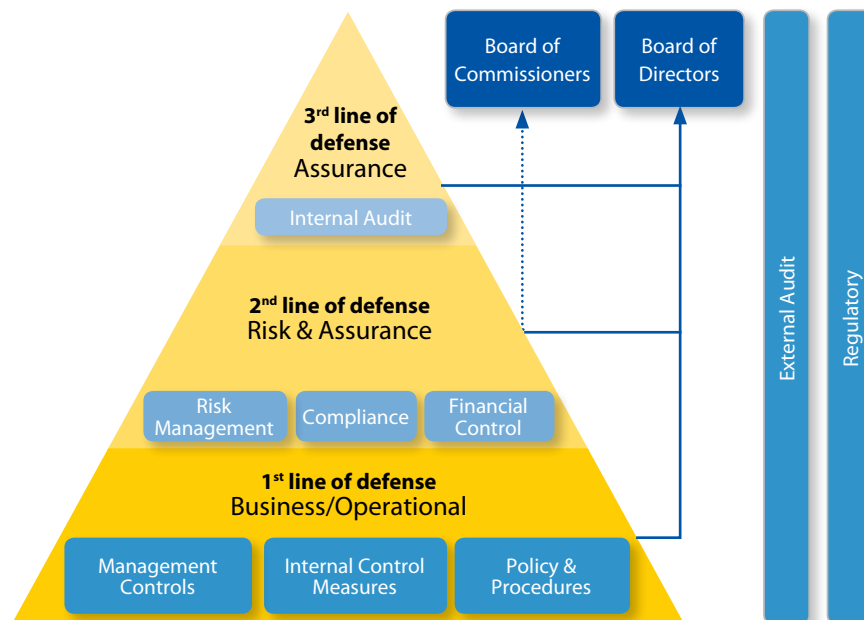 Board of
Commissioners
Board of
Directors
3rd line of
defense
Assurance
Internal Audit
2nd line of defense
Risk & Assurance
Risk
Management
Compliance
Financial
Control
1st line of defense
Business/Operational
Management
Controls
Internal Control
Measures
Policy &
Procedures
External Audit
Regulatory